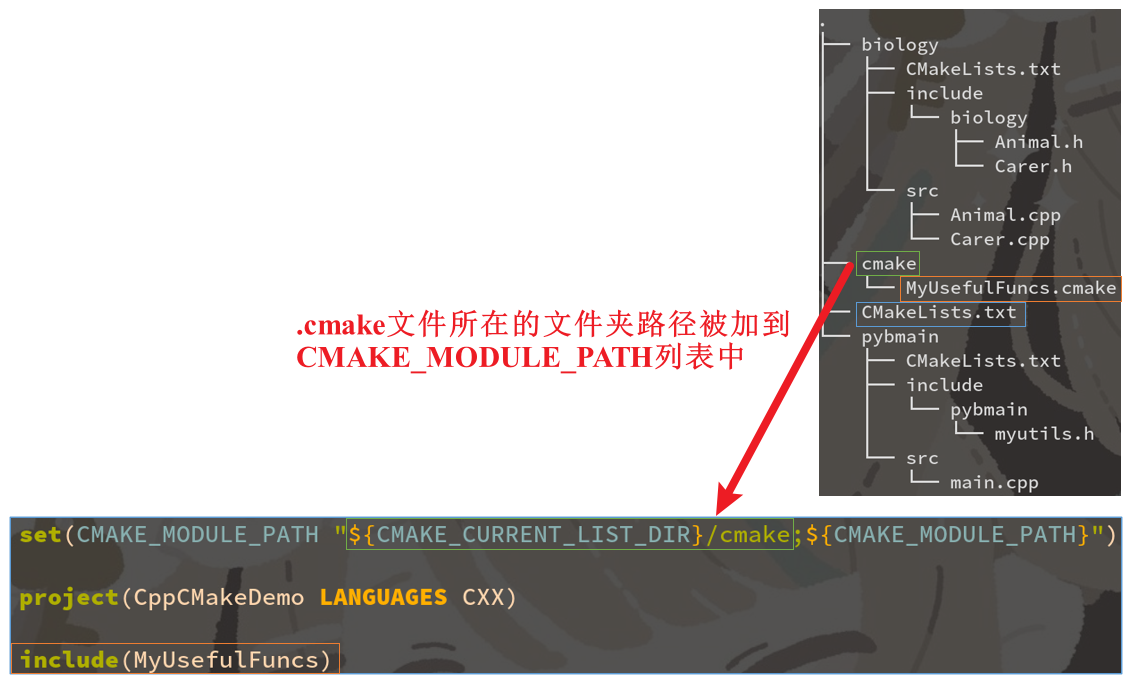 .
├── biology
│   ├── CMakeLists.txt
│   ├── include
│   │   └── biology
│   │       ├── Animal.h
│   │       └── Carer.h
│   └── src
│       ├── Animal.cpp
│       └── Carer.cpp
├── cmake
│   └── MyUsefulFuncs.cmake
├── CMakeLists.txt
└── pybmain
    ├── CMakeLists.txt
    ├── include
    │   └── pybmain
    │       └── myutils.h
    └── src
        └── main.cpp
.cmake文件所在的文件夹路径被加到
CMAKE_MODULE_PATH列表中
set(CMAKE_MODULE_PATH "${CMAKE_CURRENT_LIST_DIR}/cmake;${CMAKE_MODULE_PATH}")
project(CppCMakeDemo LANGUAGES CXX)
include(MyUsefulFuncs)